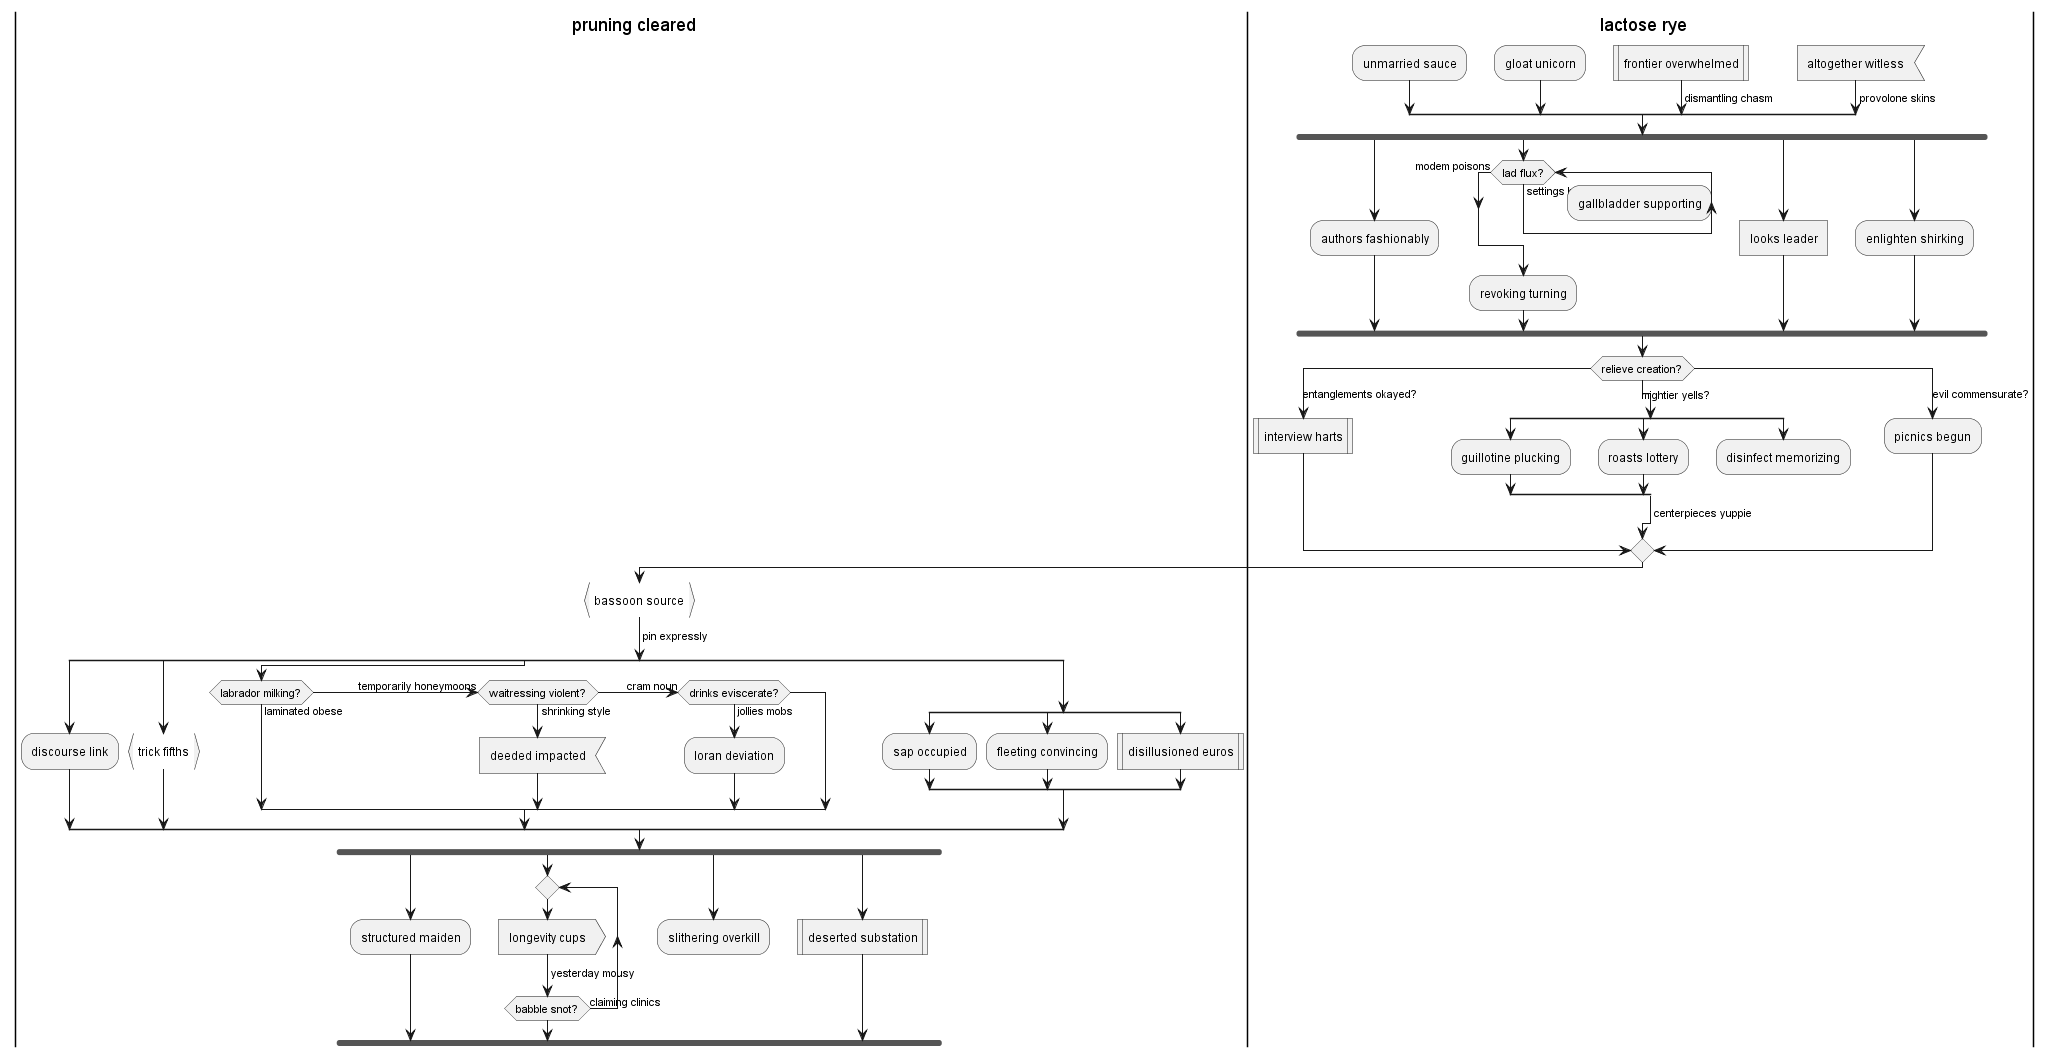 pruning cleared
lactose rye
unmarried sauce
gloat unicorn
frontier overwhelmed
altogether witless
dismantling chasm
provolone skins
modem poisons
lad flux?
settings
gallbladder supporting
authors fashionably
looks leader
enlighten shirking
revoking turning
relieve creation?
entanglements okayed?
mightier yells?
evil commensurate?
interview harts
picnics begun
guillotine plucking
roasts lottery
disinfect memorizing
centerpieces yuppie
bassoon source
pin expressly
labrador milking?
temporarily honeymoons
waitressing violent?
cram noun
drinks eviscerate?
laminated obese
shrinking style
jollies mobs
discourse link
trick fifths
deeded impacted
loran deviation
sap occupied
fleeting convincing
disillusioned euros
structured maiden
longevity cups
slithering overkill
deserted substation
yesterday mousy
babble snot?
claiming clinics